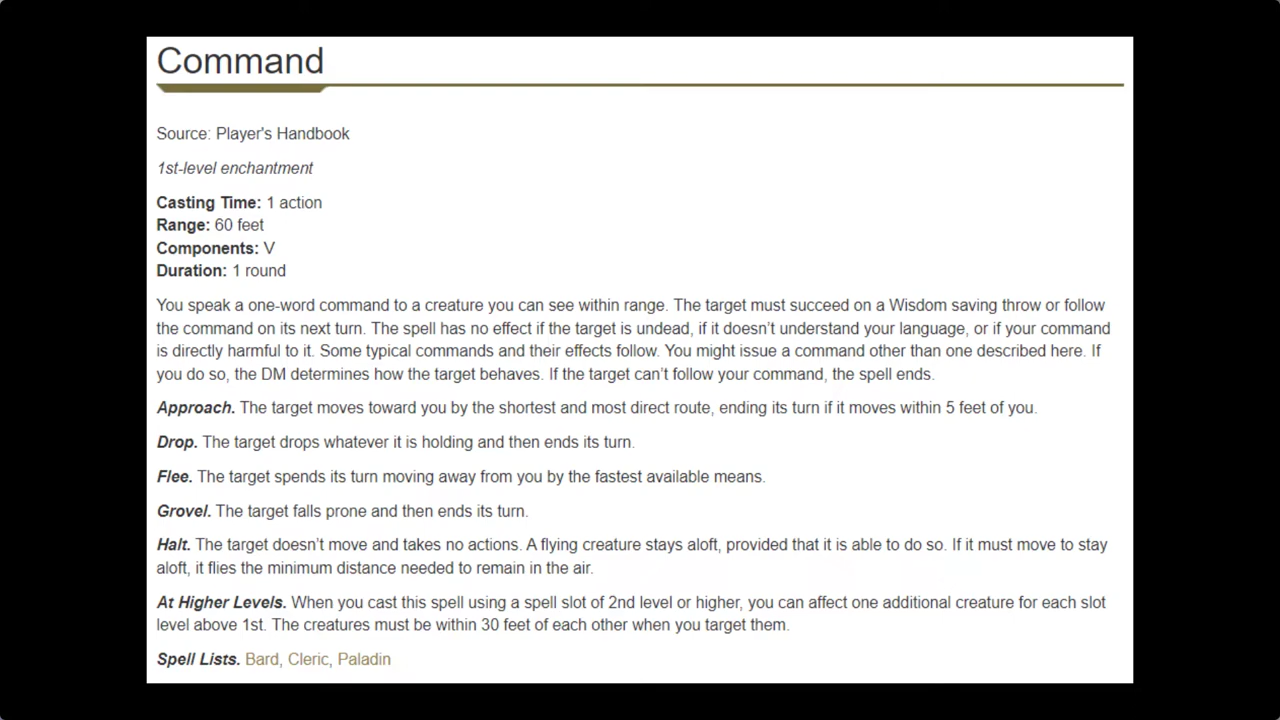 Command
Source: Player's Handbook
1st-level enchantment
Casting Time: 1 action
Range: 60 feet
Components: V
Duration: 1 round
You speak a one-word command to a creature you can see within range. The target must succeed on a Wisdom saving throw or follow
the command on its next turn. The spell has no effect if the target is undead, if it doesn’t understand your language, or if your command
is directly harmful to it. Some typical commands and their effects follow. You might issue a command other than one described here. If
you do so, the DM determines how the target behaves. If the target can’t follow your command, the spell ends.
Approach. The target moves toward you by the shortest and most direct route, ending its turn if it moves within 5 feet of you.
Drop. The target drops whatever it is holding and then ends its turn.
Flee. The target spends its turn moving away from you by the fastest available means.
Grovel. The target falls prone and then ends its turn.
Halt. The target doesn’t move and takes no actions. A flying creature stays aloft, provided that it is able to do so. If it must move to stay
aloft, it flies the minimum distance needed to remain in the air.
At Higher Levels. When you cast this spell using a spell slot of 2nd level or higher, you can affect one additional creature for each slot
level above 1st. The creatures must be within 30 feet of each other when you target them.
Spell Lists. Bard, Cleric, Paladin